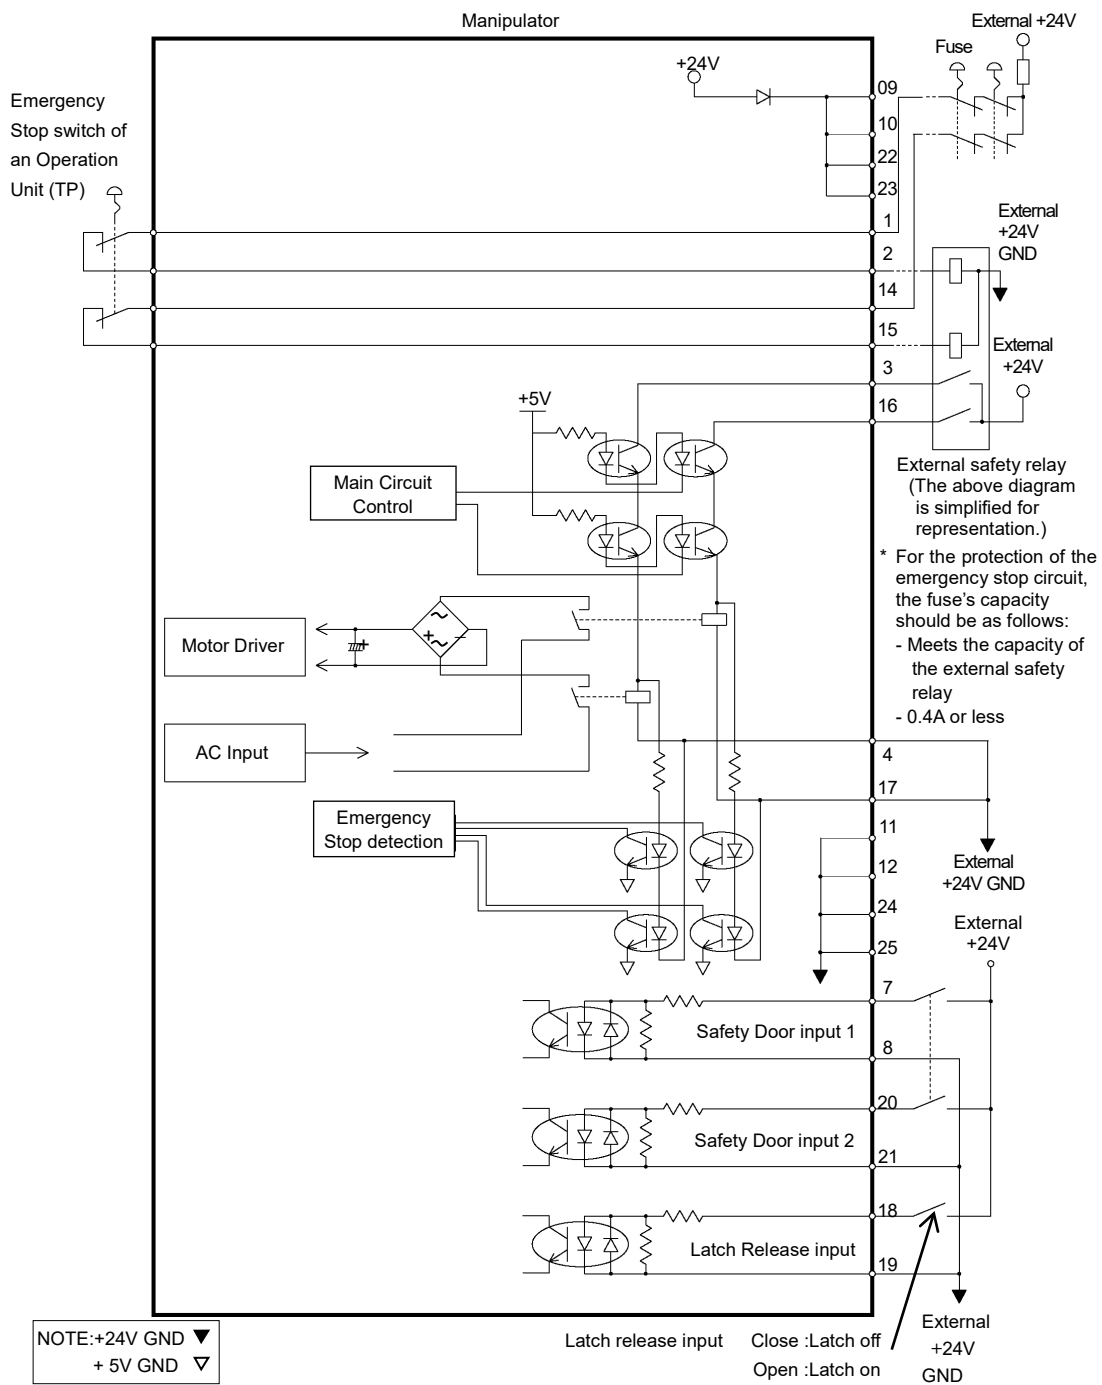 Manipulator
External +24V
Fuse
+24V
Emergency
Stop switch of
an Operation
Unit (TP)
09
10
22
23
1
2
14
15
3
16
External
+24V
GND
External
+24V
+5V
Main Circuit
Control
External safety relay
(The above diagram
is simplified for
representation.)
* For the protection of the
emergency stop circuit,
the fuse's capacity
should be as follows:
- Meets the capacity of
the external safety
relay
- 0.4A or less
Motor Driver
+
+
AC Input
4
17
Emergency
Stop detection
11
12
24
25
External
+24V GND
External
+24V
7
Safety Door input 1
8
20
Safety Door input 2
21
18
Latch Release input
19
External
+24V
GND
NOTE:+24V GND ▼
+ 5V GND ▽
Latch release input Close :Latch off
Open :Latch on